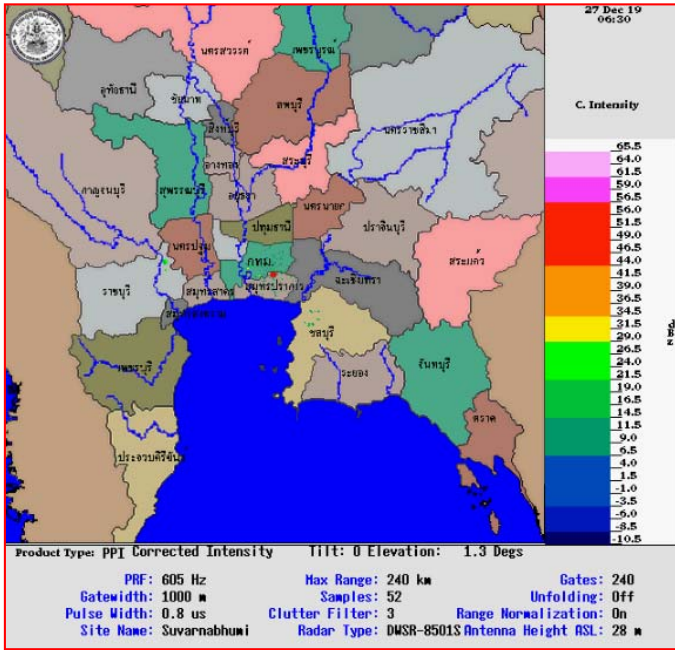 27 Dec 19
06:30
C. Intensity
นครสวรรค์
เพชรบูรณ์
อุทัยธานี
ชัยนาท
ลพบุรี
สิงหบุรี
นครราชสีมา
อ่างทอง
สระบุรี
กาญจนบุรี
สุพรรณบุรี
อยุธยา
นครนายก
ปทุมธานี
ปราจีนบุรี
นครปฐม
กทม.
สระแก้ว
ราชบุรี
สมุทรสาคร
สมุทรปราการ
ฉะเชิงเทรา
ชลบุรี
เพชรบุรี
ระยอง
จันทบุรี
ตราด
ประจวบคีรีขันธ์
65.5
64.0
61.5
59.0
56.5
56.0
51.5
49.0
46.5
44.0
41.5
39.0
36.5
34.0
31.5
29.0
26.5
24.0
21.5
19.0
16.5
14.0
11.5
9.0
6.5
4.0
1.5
-1.0
-3.5
-6.0
-8.5
-10.5
Product Type: PPI Corrected Intensity Tilt: 0 Elevation: 1.3 Degs
PRF: 605 Hz Max Range: 240 km Gates: 240
Gatewidth: 1000 m Samples: 52 Unfolding: Off
Pulse Width: 0.8 us Clutter Filter: 3 Range Normalization: On
Site Name: Suvarnabhumi Radar Type: DWSR-8501S Antenna Height ASL: 28 m